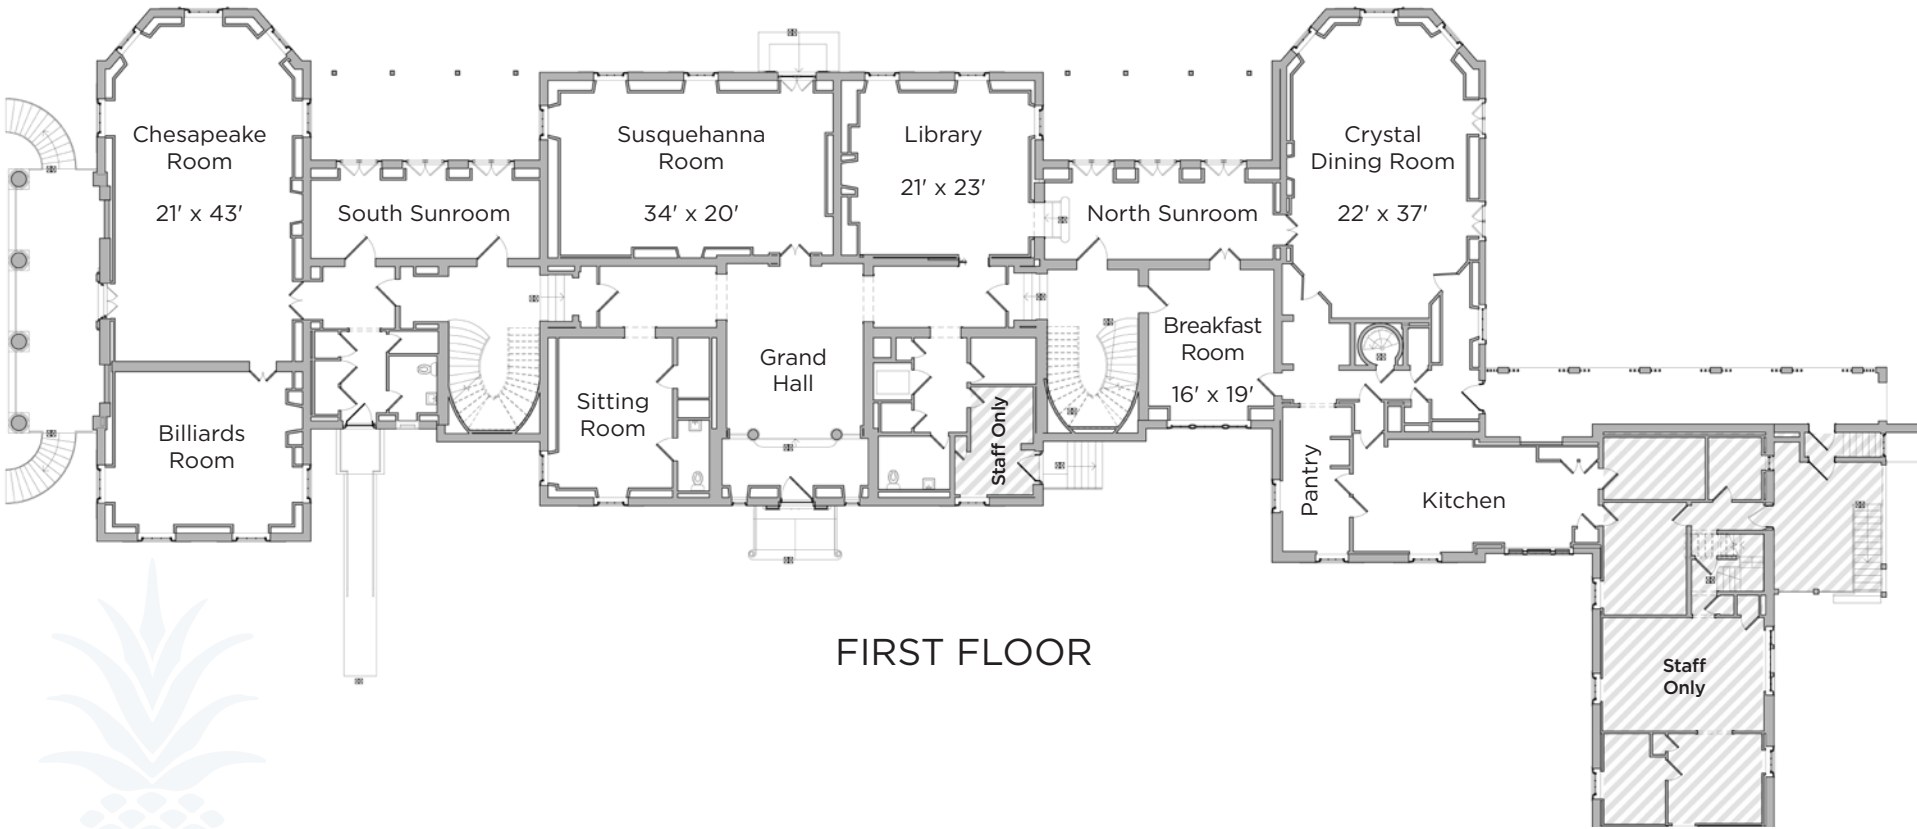 Chesapeake
Room
21' x 43'
South Sunroom
Susquehanna
Room
34' x 20'
Library
21' x 23'
North Sunroom
Crystal
Dining Room
22' x 37'
Billiards
Room
Sitting
Room
Grand
Hall
Staff Only
Breakfast
Room
16' x 19'
Pantry
Kitchen
Staff
Only
FIRST FLOOR